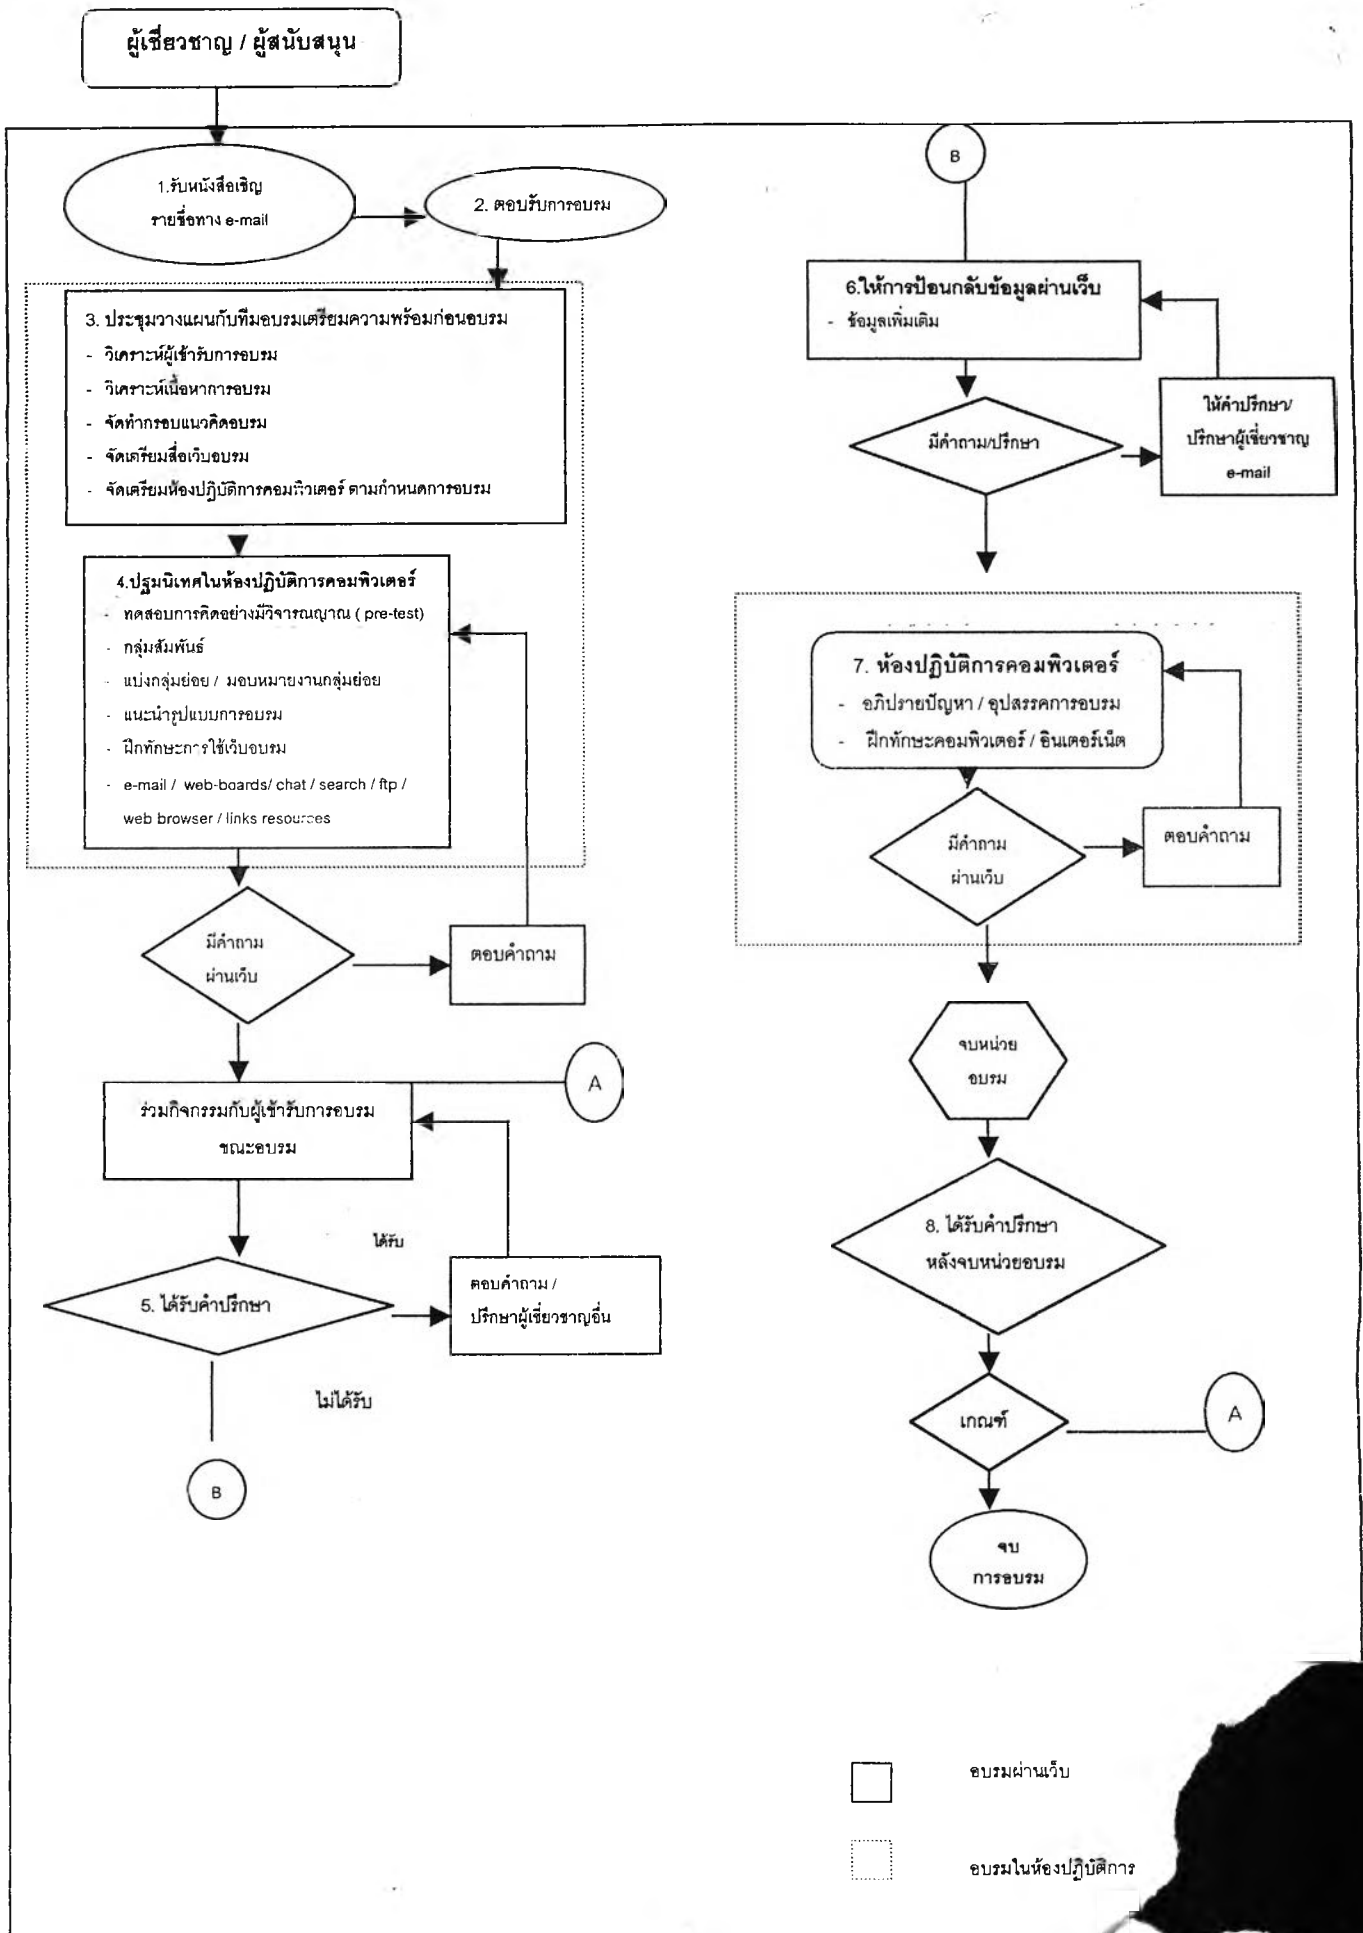 ผู้เชี่ยวชาญ / ผู้สนับสนุน
1.รับหนังสือเชิญ
รายชื่อทาง e-mail
2. ตอบรับการอบรม
3. ประชุมวางแผนกับทีมอบรมเตรียมความพร้อมก่อนอบรม
- วิเคราะห์ผู้เข้ารับการอบรม
- วิเคราะห์เนื้อหาการอบรม
- จัดทำกรอบแนวคิดอบรม
- จัดเตรียมสื่อเว็บอบรม
- จัดเตรียมห้องปฏิบัติการคอมพิวเตอร์ ตามกำหนดการอบรม
4.ปฐมนิเทศในห้องปฏิบัติการคอมพิวเตอร์
- ทดสอบการคิดอย่างมีวิจารณญาณ ( pre-test)
- กลุ่มสัมพันธ์
- แบ่งกลุ่มย่อย / มอบหมายงานกลุ่มย่อย
- แนะนำรูปแบบการอบรม
- ฝึกทักษะการใช้เว็บอบรม
- e-mail / web-boards/ chat / search / ftp /
web browser / links resources
มีคำถาม
ผ่านเว็บ
ตอบคำถาม
A
ร่วมกิจกรรมกับผู้เข้ารับการอบรม
ขณะอบรม
ได้รับ
5. ได้รับคำปรึกษา
ตอบคำถาม /
ปรึกษาผู้เชี่ยวชาญอื่น
ไม่ได้รับ
B
B
6.ให้การป้อนกลับข้อมูลผ่านเว็บ
- ข้อมูลเพิ่มเติม
มีคำถาม/ปรึกษา
ให้คำปรึกษา/
ปรึกษาผู้เชี่ยวชาญ
e-mail
7. ห้องปฏิบัติการคอมพิวเตอร์
- อภิปรายปัญหา / อุปสรรคการอบรม
- ฝึกทักษะคอมพิวเตอร์ / อินเตอร์เน็ต
มีคำถาม
ผ่านเว็บ
ตอบคำถาม
จบหน่วย
อบรม
8. ได้รับคำปรึกษา
หลังจบหน่วยอบรม
เกณฑ์
A
จบ
การอบรม
อบรมผ่านเว็บ
อบรมในห้องปฏิบัติการ